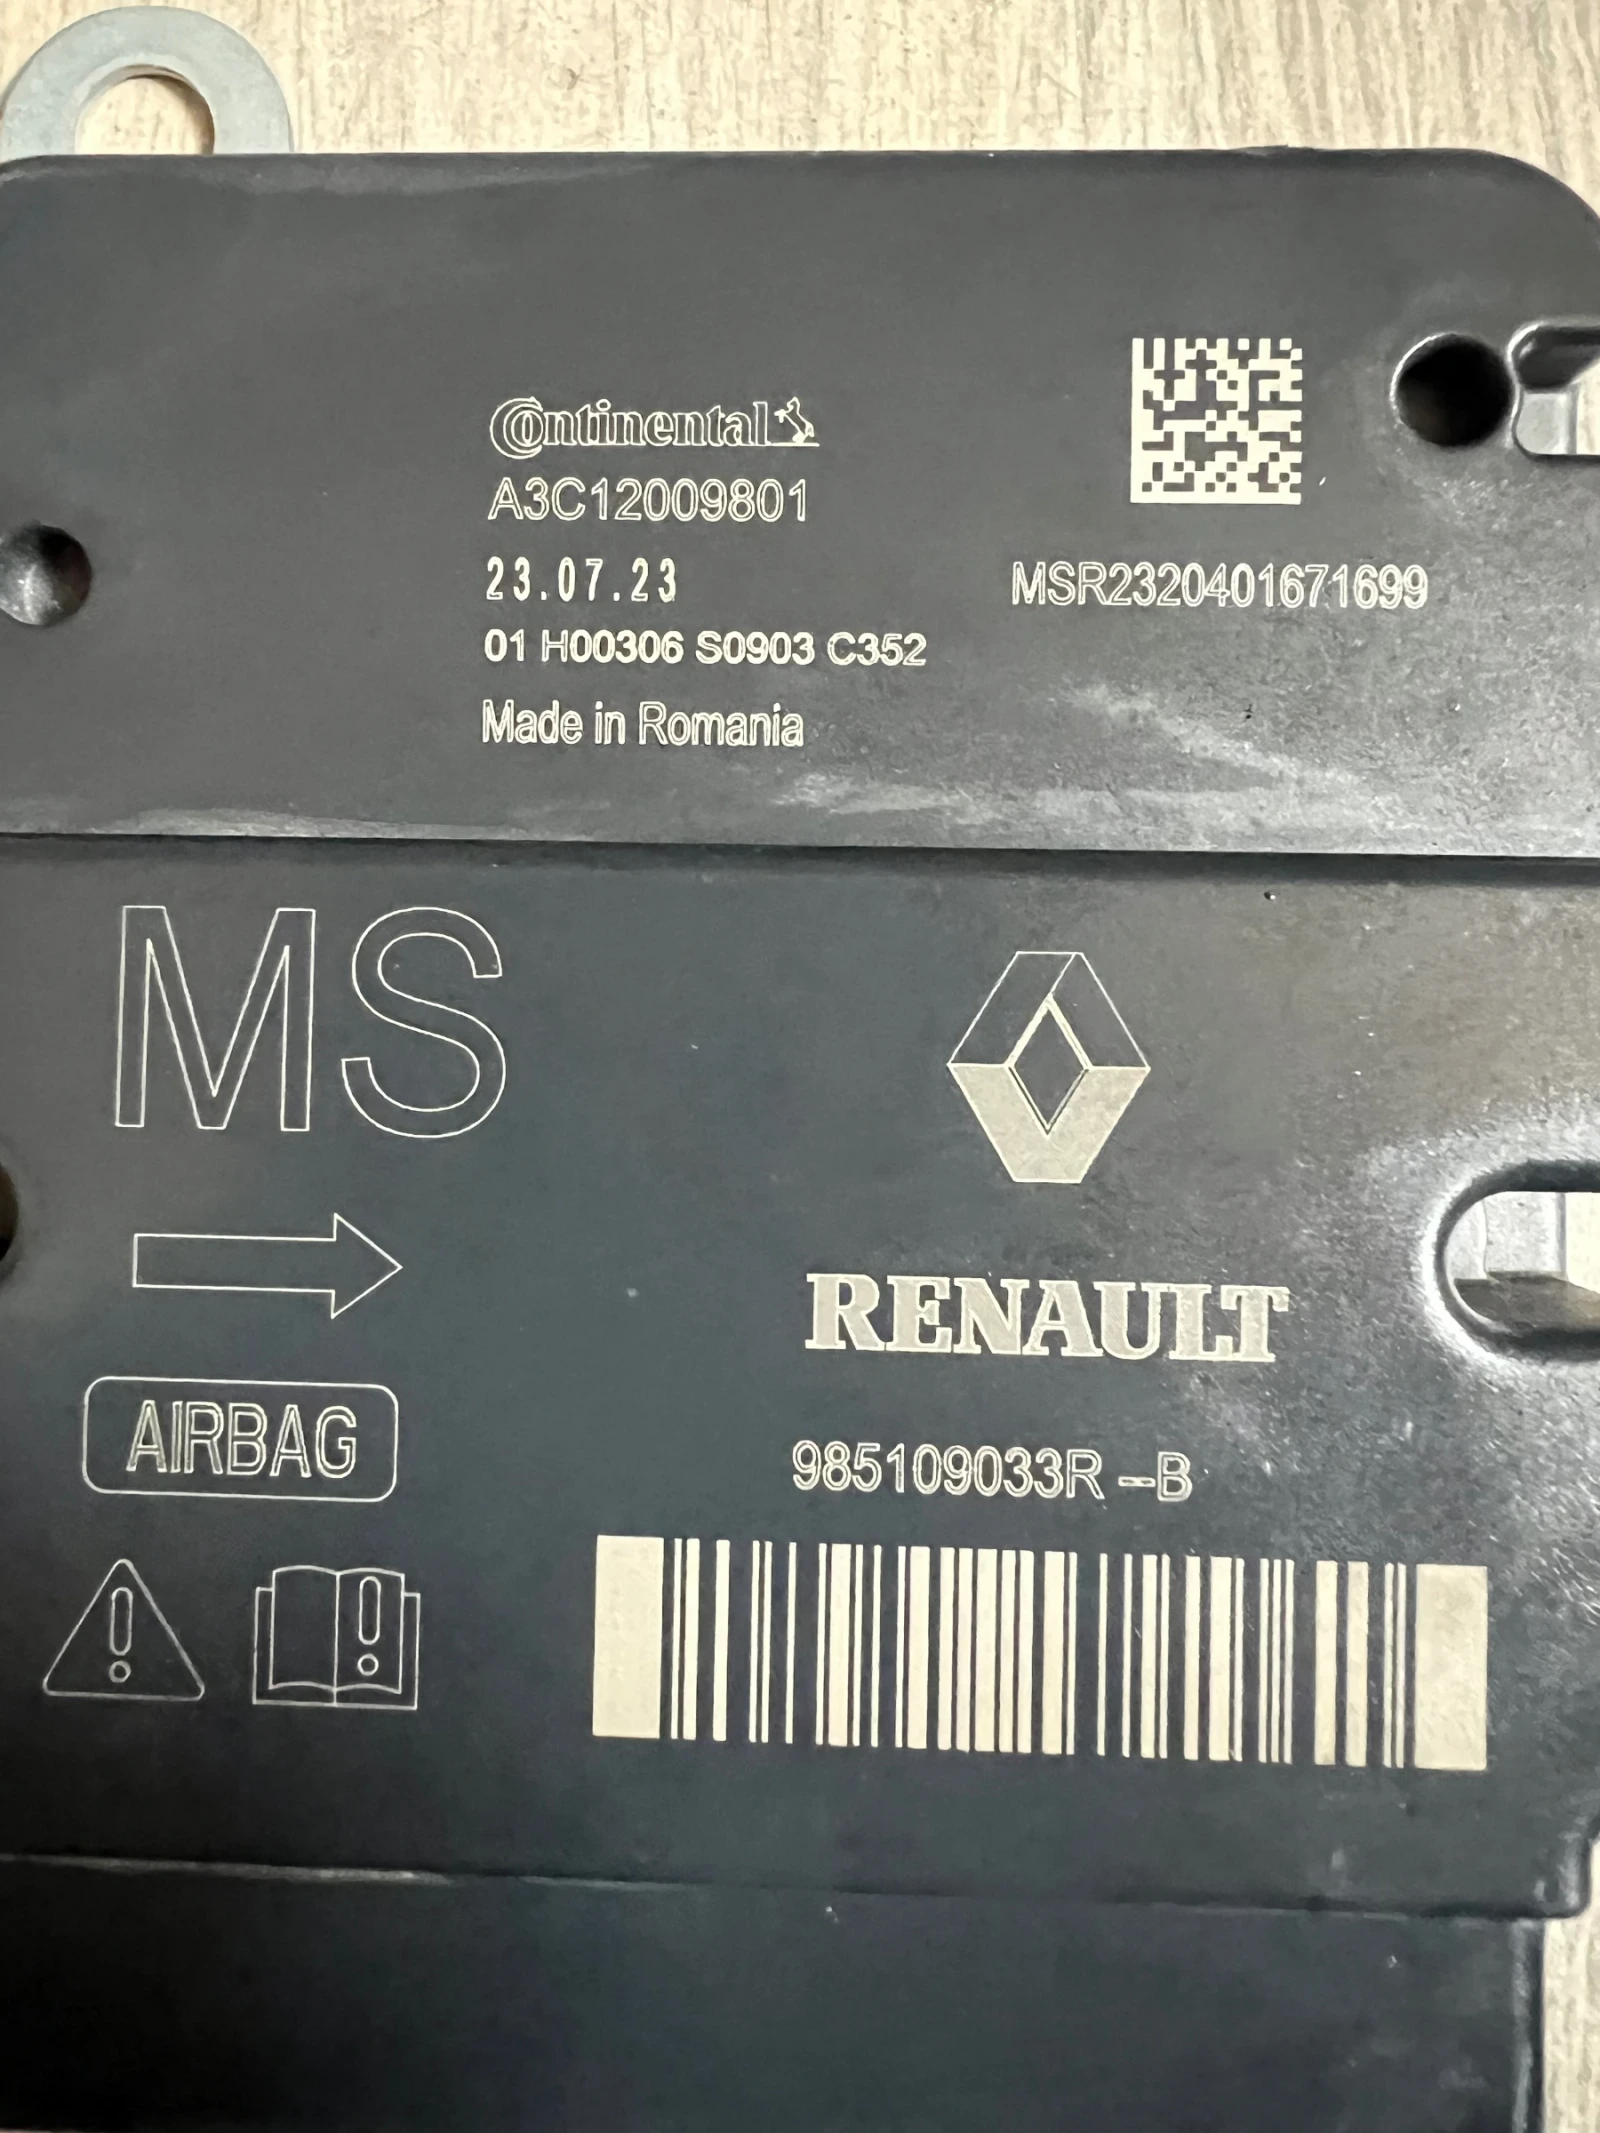 Continental
A3C12009801
23.07.23
MSR2320401671699
01 H00306 S0903 C352
Made in Romania
MS
RENAULT
AIRBAG
985109033R -B